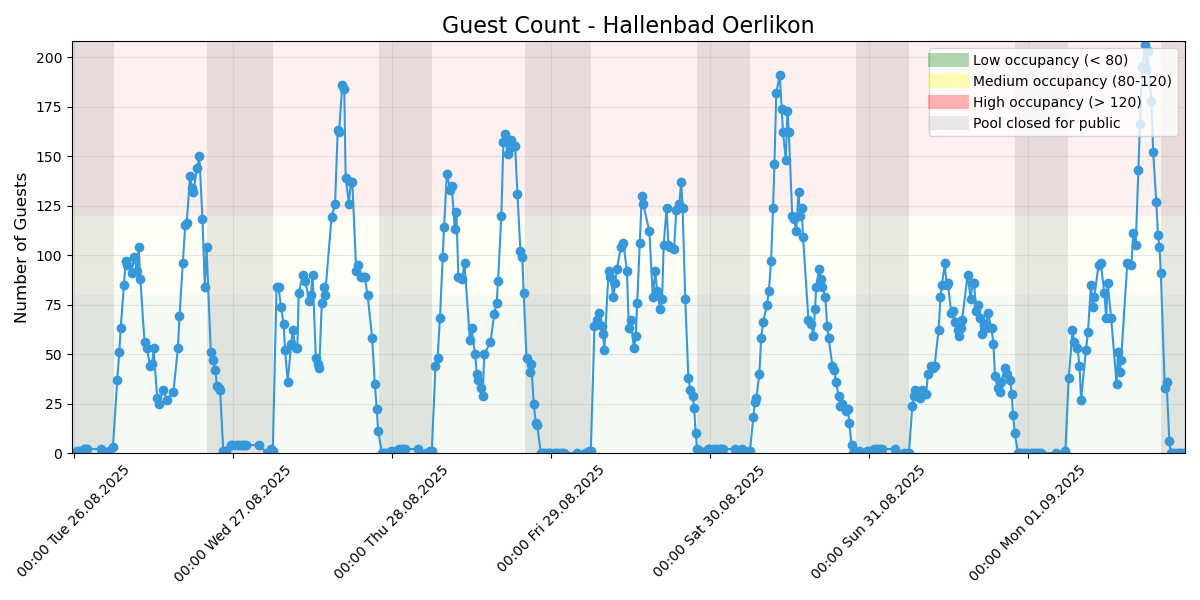 Guest Count - Hallenbad Oerlikon
Number of Guests
200
175
150
125
100
75
50
25
0
Low occupancy (< 80)
Medium occupancy (80-120)
High occupancy (> 120)
Pool closed for public
00:00 Tue 26.08.2025
00:00 Wed 27.08.2025
00:00 Thu 28.08.2025
00:00 Fri 29.08.2025
00:00 Sat 30.08.2025
00:00 Sun 31.08.2025
00:00 Mon 01.09.2025